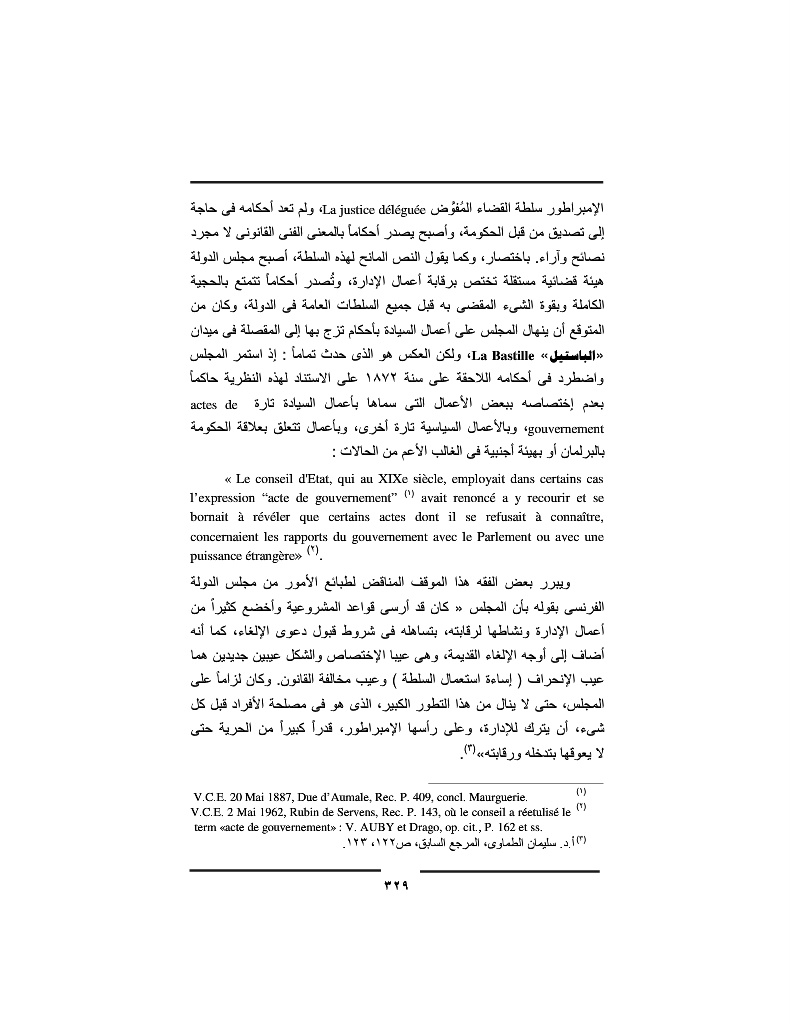 الإمبراطور سلطة القضاء المُفوَّض La justice déléguée، ولم تعد أحكامه فى حاجة
إلى تصديق من قبل الحكومة، وأصبح يصدر أحكاماً بالمعنى الفنى القانونى لا مجرد
نصائح وآراء. باختصار، وكما يقول النص المانح لهذه السلطة، أصبح مجلس الدولة
هيئة قضائية مستقلة تختص برقابة أعمال الإدارة، وتُصدر أحكاماً تتمتع بالحجية
الكاملة وبقوة الشىء المقضى به قبل جميع السلطات العامة فى الدولة، وكان من
المتوقع أن ينهال المجلس على أعمال السيادة بأحكام تزج بها إلى المقصلة فى ميدان
«الباستيل» La Bastille، ولكن العكس هو الذى حدث تماماً : إذ استمر المجلس
واضطرد فى أحكامه اللاحقة على سنة ١٨٧٢ على الاستناد لهذه النظرية حاكماً
بعدم إختصاصه ببعض الأعمال التى سماها بأعمال السيادة تارة actes de
gouvernement، وبالأعمال السياسية تارة أخرى، وبأعمال تتعلق بعلاقة الحكومة
بالبرلمان أو بهيئة أجنبية فى الغالب الأعم من الحالات :
« Le conseil d'Etat, qui au XIXe siècle, employait dans certains cas
l’expression “acte de gouvernement” (١) avait renoncé a y recourir et se
bornait à révéler que certains actes dont il se refusait à connaître,
concernaient les rapports du gouvernement avec le Parlement ou avec une
puissance étrangère» (٢).
ويبرر بعض الفقه هذا الموقف المناقض لطبائع الأمور من مجلس الدولة
الفرنسى بقوله بأن المجلس « كان قد أرسى قواعد المشروعية وأخضع كثيراً من
أعمال الإدارة ونشاطها لرقابته، بتساهله فى شروط قبول دعوى الإلغاء، كما أنه
أضاف إلى أوجه الإلغاء القديمة، وهى عيبا الإختصاص والشكل عيبين جديدين هما
عيب الإنحراف ( إساءة استعمال السلطة ) وعيب مخالفة القانون. وكان لزاماً على
المجلس، حتى لا ينال من هذا التطور الكبير، الذى هو فى مصلحة الأفراد قبل كل
شىء، أن يترك للإدارة، وعلى رأسها الإمبراطور، قدراً كبيراً من الحرية حتى
لا يعوقها بتدخله ورقابته»(٣).
(١) V.C.E. 20 Mai 1887, Due d’Aumale, Rec. P. 409, concl. Maurguerie.
(٢) V.C.E. 2 Mai 1962, Rubin de Servens, Rec. P. 143, où le conseil a réetulisé le
term «acte de gouvernement» : V. AUBY et Drago, op. cit., P. 162 et ss.
(٣) أ.د. سليمان الطماوى، المرجع السابق، ص١٢٢، ١٢٣.
٣٢٩